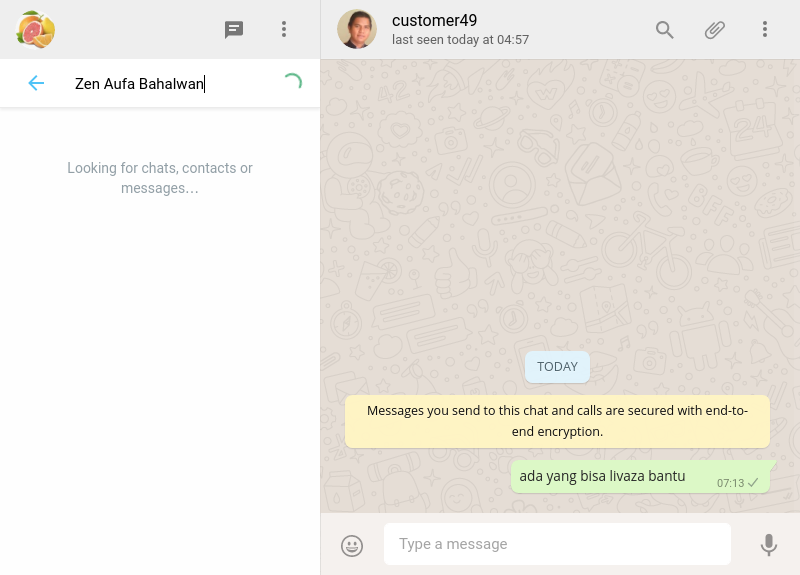 customer49
last seen today at 04:57
Zen Aufa Bahalwan
Looking for chats, contacts or
messages…
TODAY
Messages you send to this chat and calls are secured with end-to-
end encryption.
ada yang bisa livaza bantu
07:13
Type a message